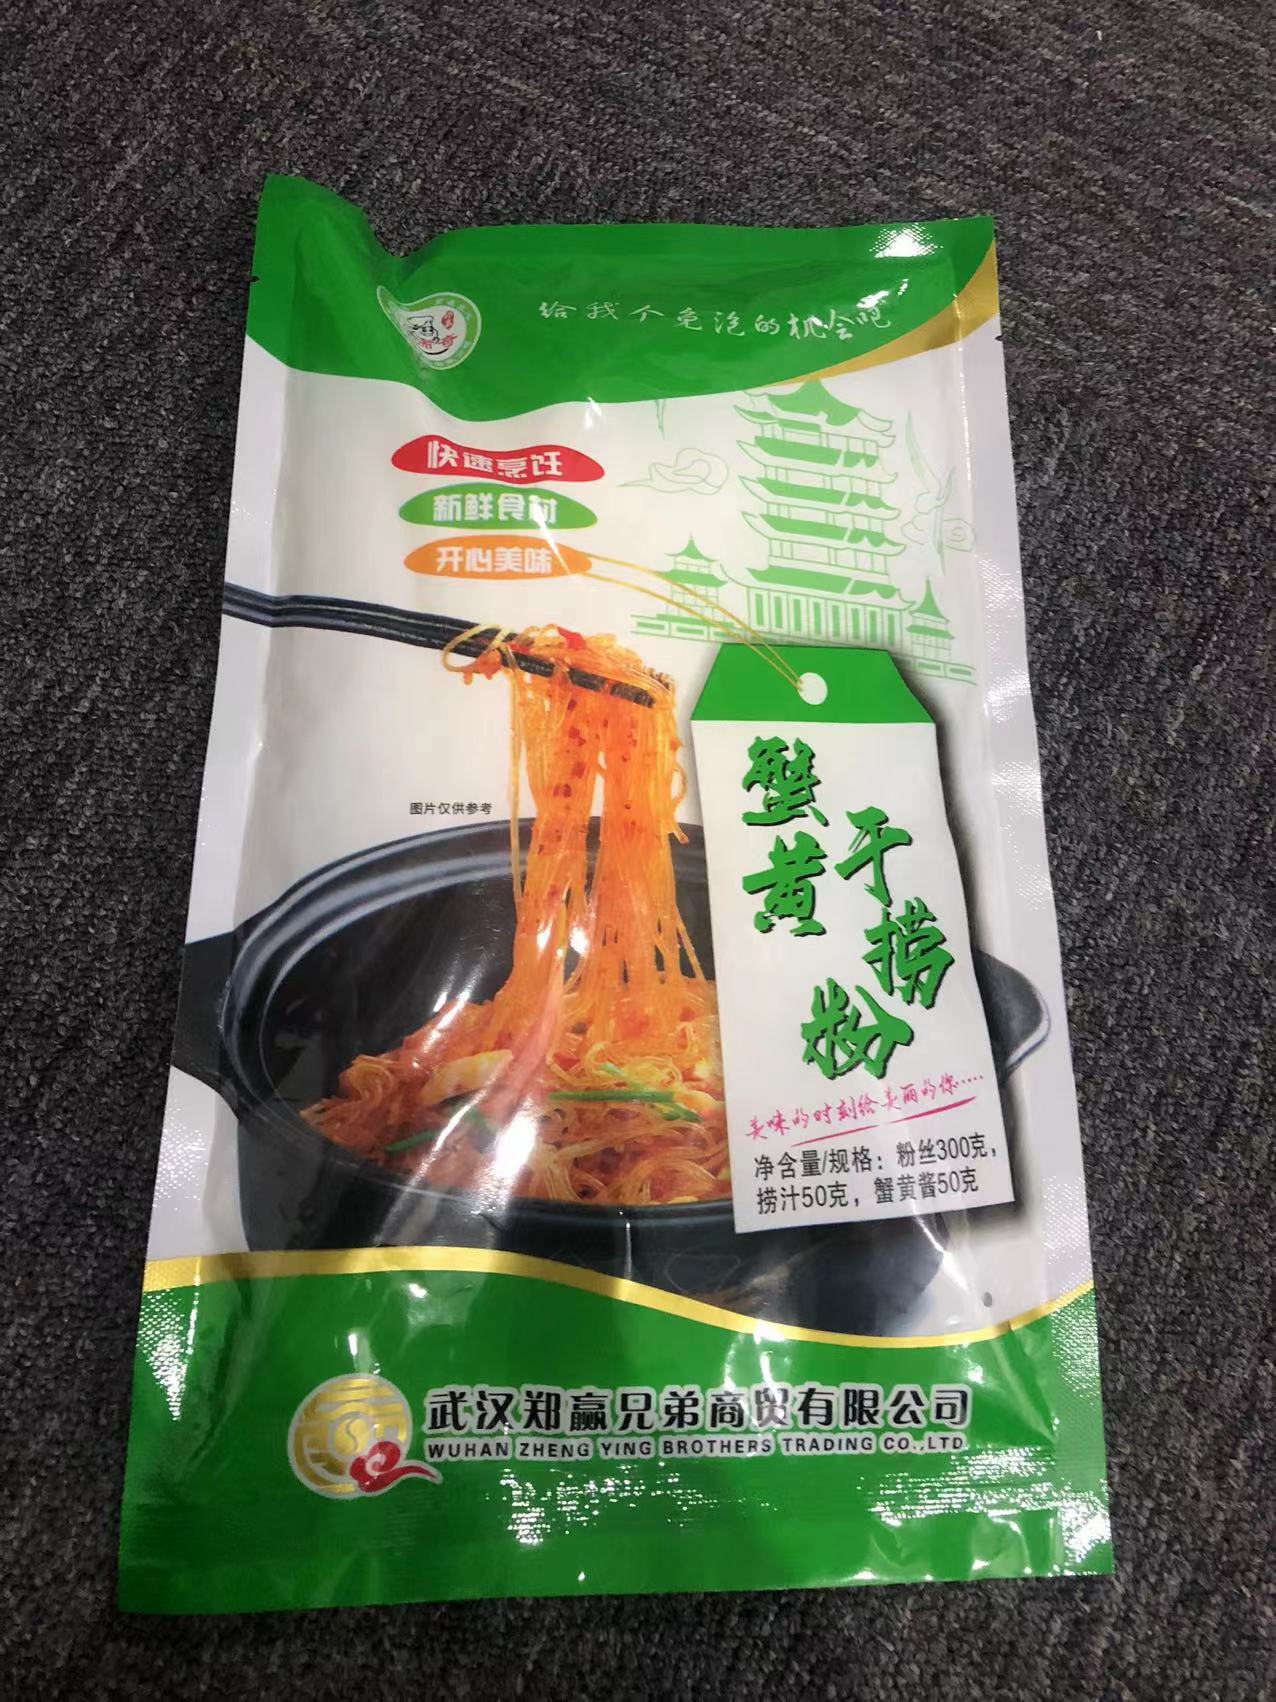 给我个免泡的机会吧
快速烹饪
新鲜食材
开心美味
图片仅供参考
蟹黄
干捞
粉
美味的时刻给美丽的你……
净含量/规格：粉丝300克，
捞汁50克，蟹黄酱50克
武汉郑赢兄弟商贸有限公司
WUHAN ZHENG YING BROTHERS TRADING CO.,LTD